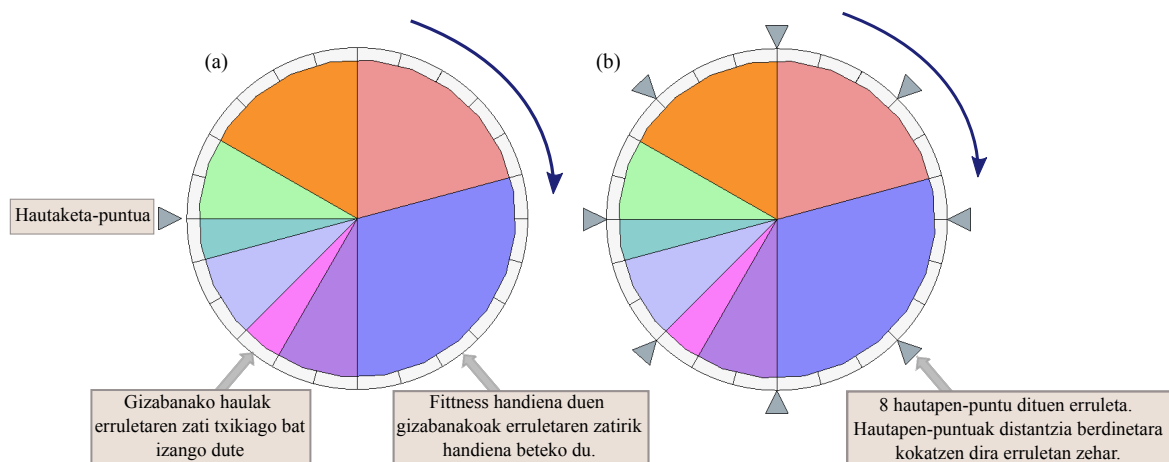 (a)
(b)
Hautaketa-puntua
Gizabanako haulak
erruletaren zati txikiago bat
izango dute
Fittness handiena duen
gizabanakoak erruletaren zatirik
handiena beteko du.
8 hautapen-puntu dituen erruleta.
Hautapen-puntuak distantzia berdinetara
kokatzen dira erruletan zehar.